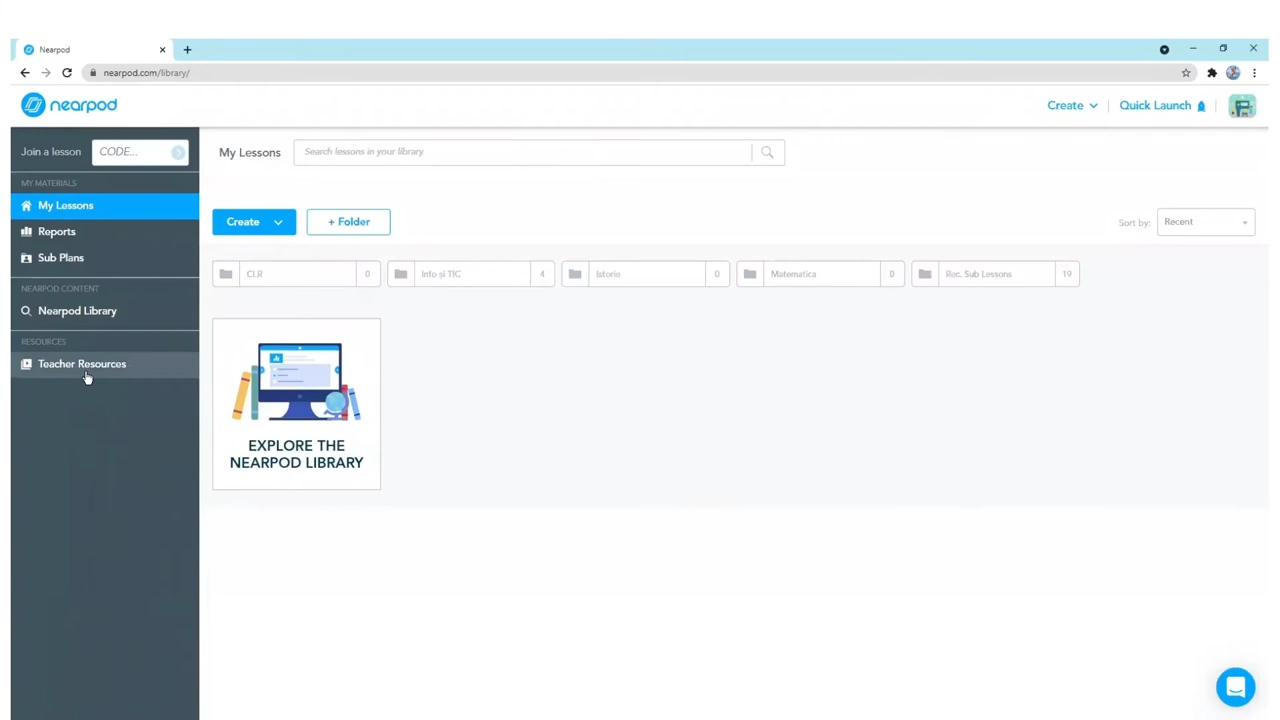 Nearpod
nearpod.com/library/
nearpod
Create
Quick Launch
Join a lesson
CODE...
MY MATERIALS
My Lessons
Reports
Sub Plans
NEARPOD CONTENT
Nearpod Library
RESOURCES
Teacher Resources
My Lessons
Search lessons in your library
Create
+ Folder
Sort by:
Recent
CLR
0
Info și TIC
4
Istorie
0
Matematica
0
Rec. Sub Lessons
19
EXPLORE THE
NEARPOD LIBRARY